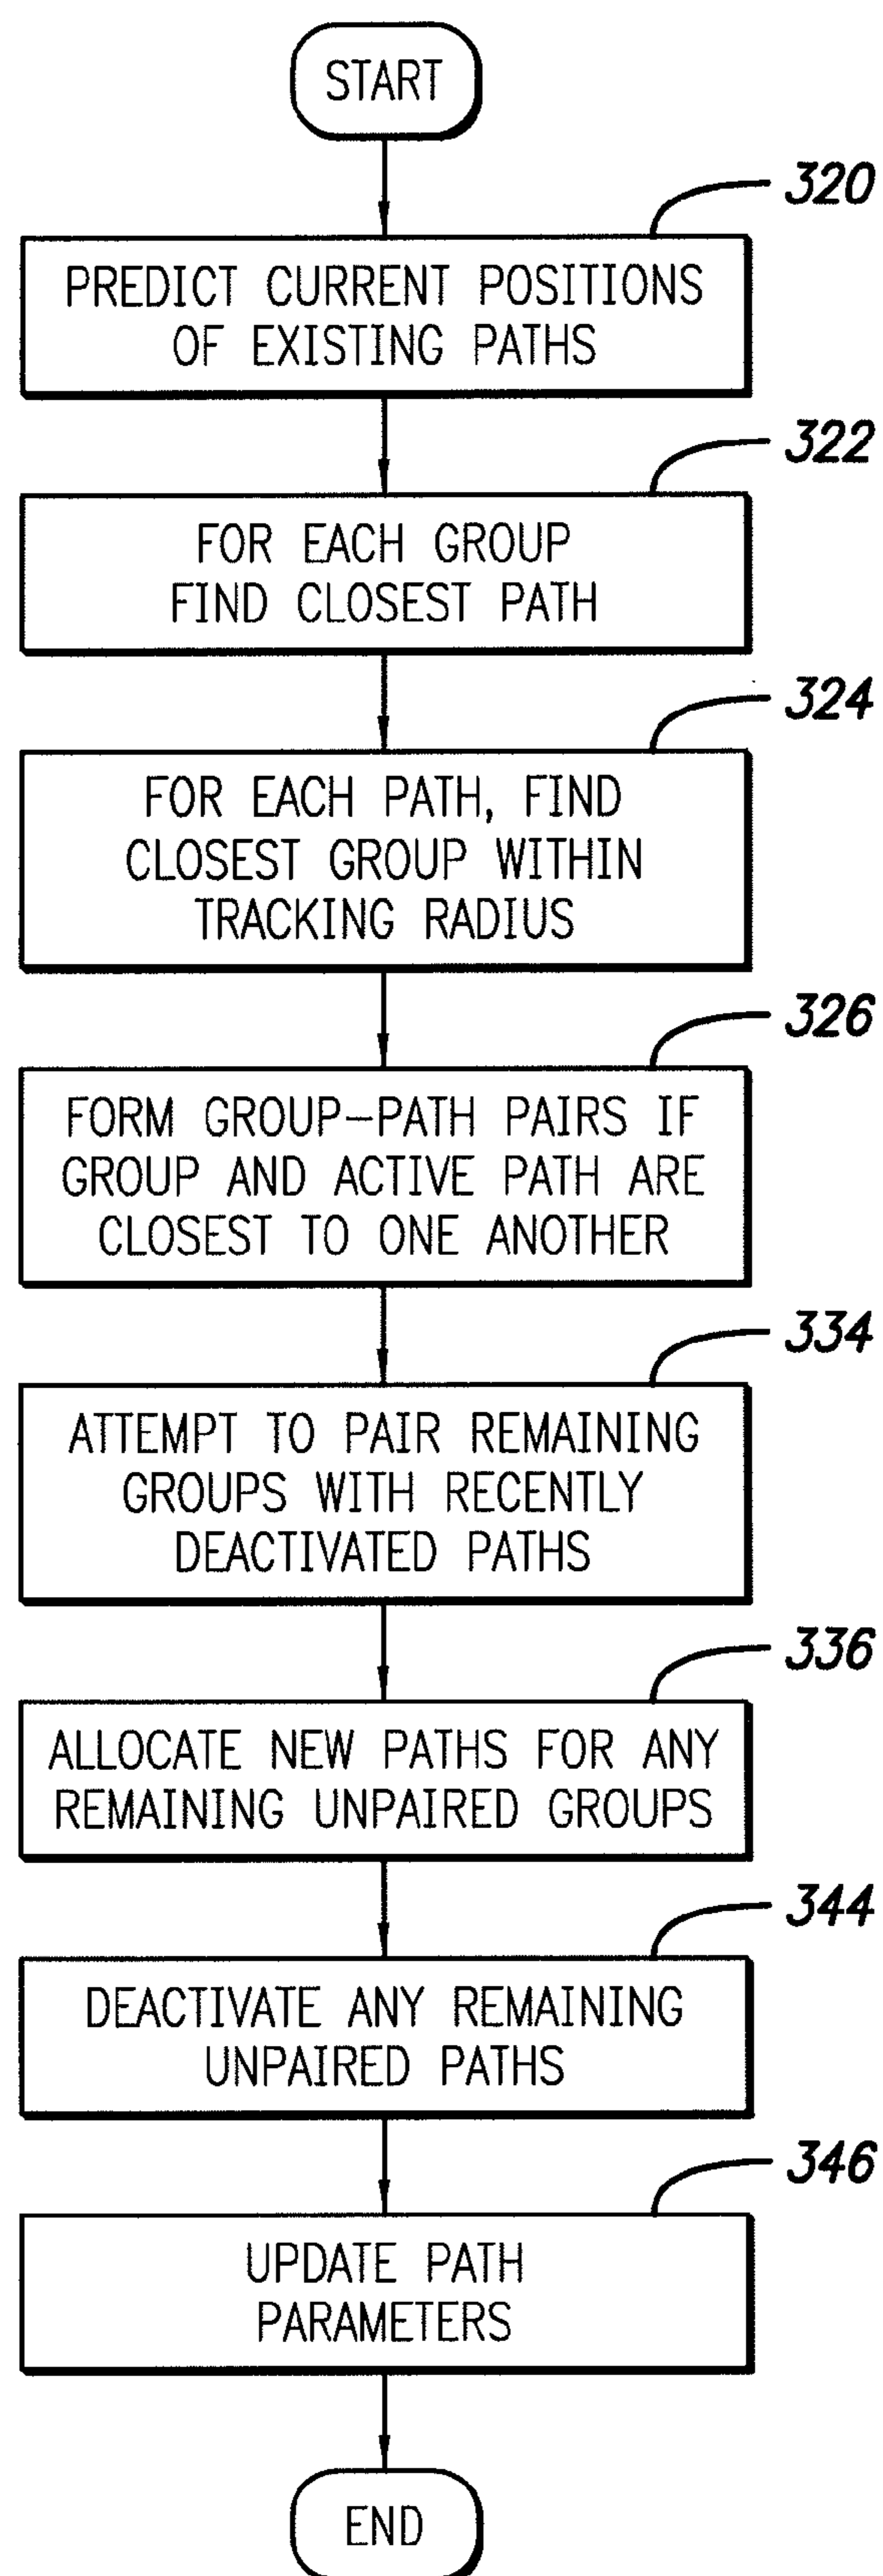 START
320
PREDICT CURRENT POSITIONS
OF EXISTING PATHS
322
FOR EACH GROUP
FIND CLOSEST PATH
324
FOR EACH PATH, FIND
CLOSEST GROUP WITHIN
TRACKING RADIUS
326
FORM GROUP-PATH PAIRS IF
GROUP AND ACTIVE PATH ARE
CLOSEST TO ONE ANOTHER
334
ATTEMPT TO PAIR REMAINING
GROUPS WITH RECENTLY
DEACTIVATED PATHS
336
ALLOCATE NEW PATHS FOR ANY
REMAINING UNPAIRED GROUPS
344
DEACTIVATE ANY REMAINING
UNPAIRED PATHS
346
UPDATE PATH
PARAMETERS
END